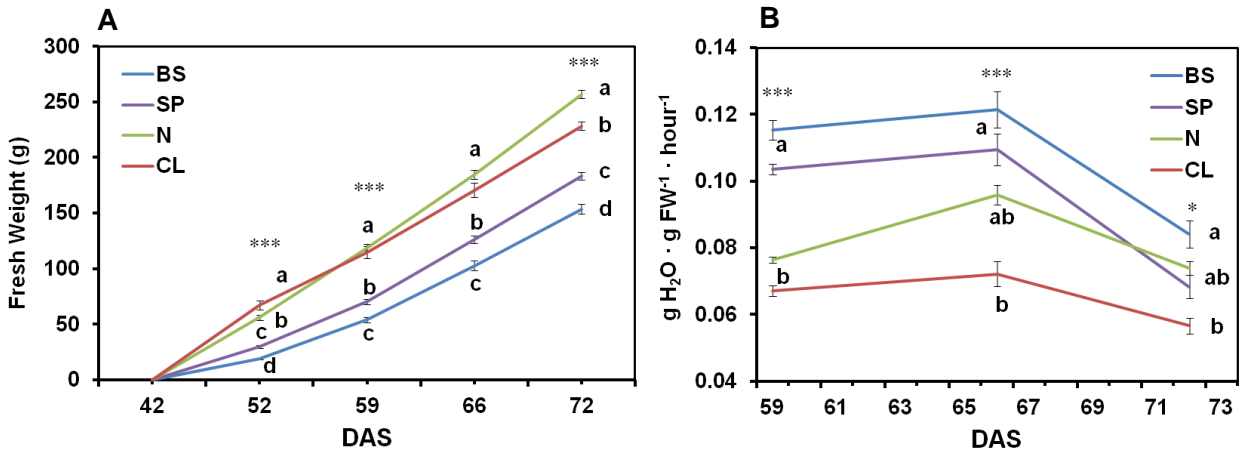 A
Fresh Weight (g)
300
250
200
150
100
50
0
BS
SP
N
CL
***
***
***
a
b
c
d
a
b
c
a
b
c
a
b
c
d
42 52 59 66 72
DAS
B
g H₂O · g FW⁻¹ · hour⁻¹
0.14
0.12
0.10
0.08
0.06
0.04
BS
SP
N
CL
***
***
*
a
b
a
ab
b
a
ab
b
59 61 63 65 67 69 71 73
DAS